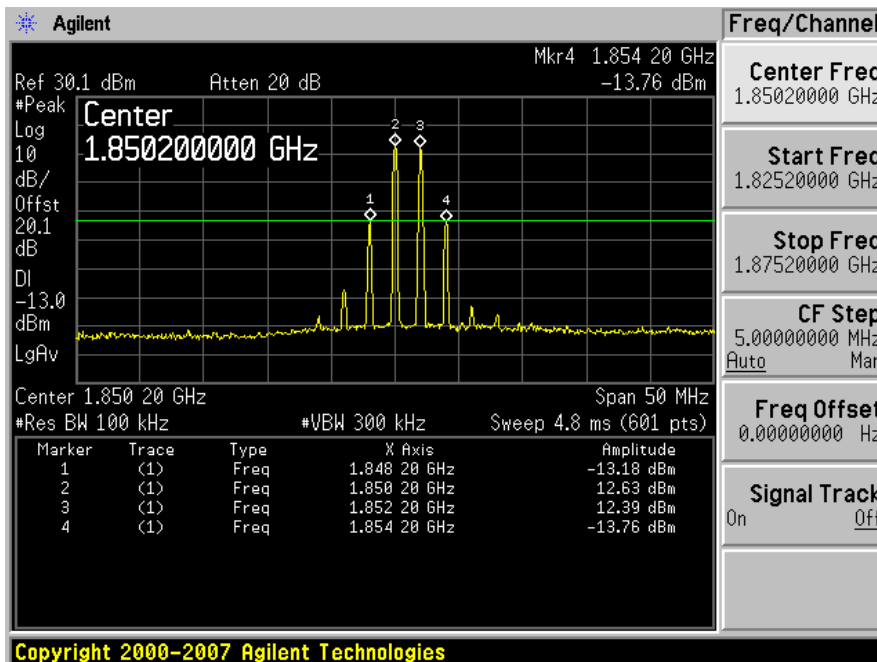 Agilent
Freq/Channel
Mkr4 1.854 20 GHz
Ref 30.1 dBm Atten 20 dB -13.76 dBm
#Peak
Log
10
dB/
Offst
20.1
dB
DI
-13.0
dBm
LgAv
Center
1.850200000 GHz
1
2
3
4
Center 1.850 20 GHz Span 50 MHz
#Res BW 100 kHz #VBW 300 kHz Sweep 4.8 ms (601 pts)
Marker Trace Type X Axis Amplitude
1 (1) Freq 1.848 20 GHz -13.18 dBm
2 (1) Freq 1.850 20 GHz 12.63 dBm
3 (1) Freq 1.852 20 GHz 12.39 dBm
4 (1) Freq 1.854 20 GHz -13.76 dBm
Center Freq
1.85020000 GHz
Start Freq
1.82520000 GHz
Stop Freq
1.87520000 GHz
CF Step
5.00000000 MHz
Auto Man
Freq Offset
0.00000000 Hz
Signal Track
On Off
Copyright 2000-2007 Agilent Technologies